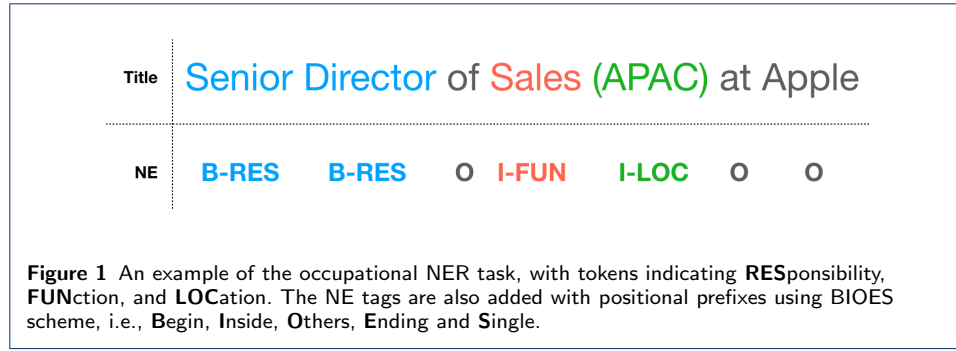 Title Senior Director of Sales (APAC) at Apple
NE B-RES B-RES O I-FUN I-LOC O O
Figure 1 An example of the occupational NER task, with tokens indicating RESponsibility,
FUNction, and LOCation. The NE tags are also added with positional prefixes using BIOES
scheme, i.e., Begin, Inside, Others, Ending and Single.